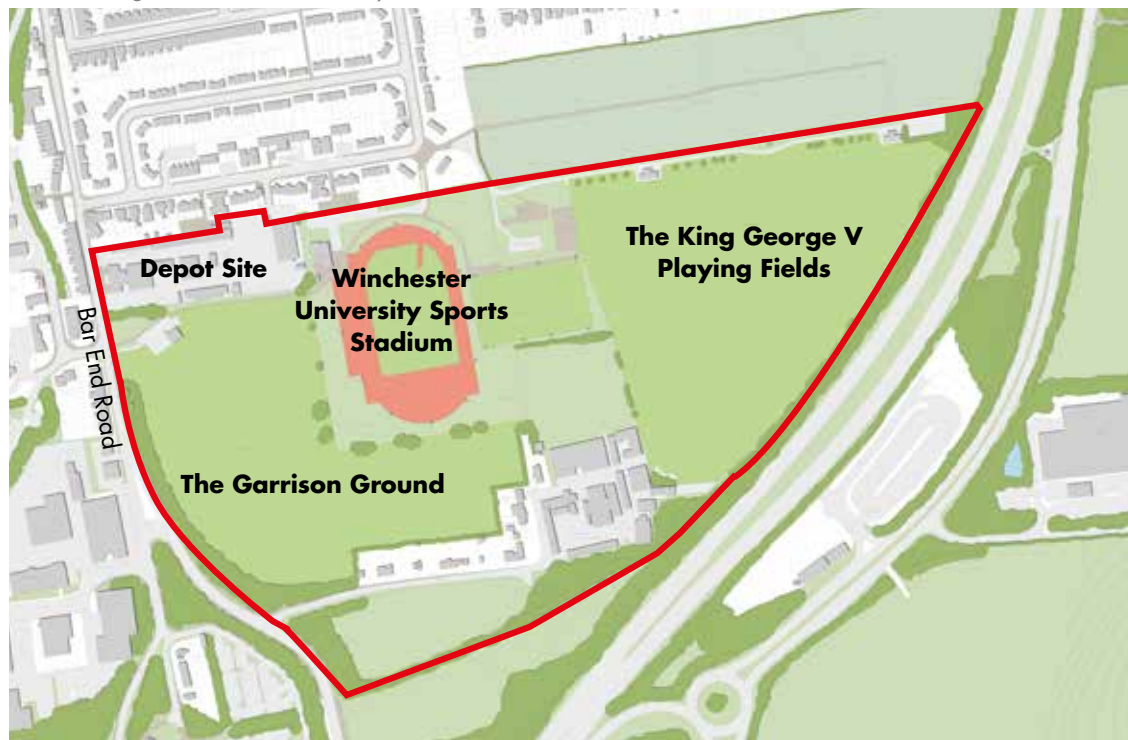 Depot Site
Winchester
University Sports
Stadium
The King George V
Playing Fields
Bar End Road
The Garrison Ground